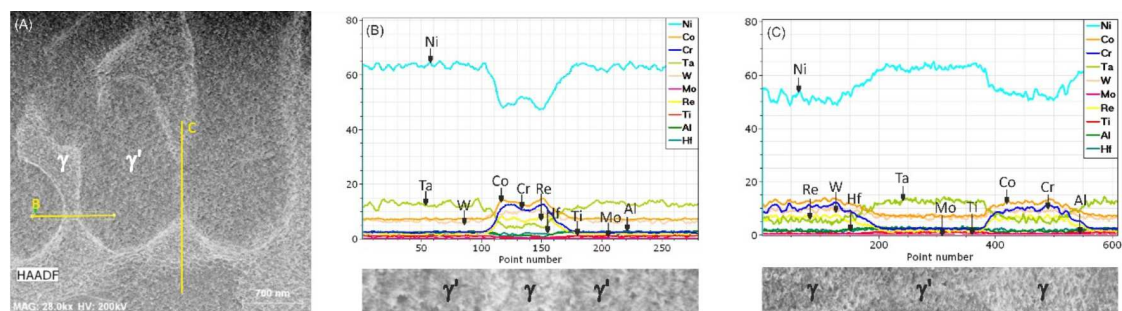 (A)
γ
γ'
C
B
HAADF
MAG: 28.0kx HV: 200kV
700 nm
(B)
80
60
40
20
0
Ni
Ta
W
Co
Cr
Re
Hf
Ti
Mo
Al
Ni
Co
Cr
Ta
W
Mo
Re
Ti
Al
Hf
50
100
150
200
250
Point number
γ'
γ
γ'
(C)
80
60
40
20
0
Ni
Re
W
Hf
Ta
Mo
Ti
Co
Cr
Al
Ni
Co
Cr
Ta
W
Mo
Re
Ti
Al
Hf
200
400
600
Point number
γ
γ'
γ